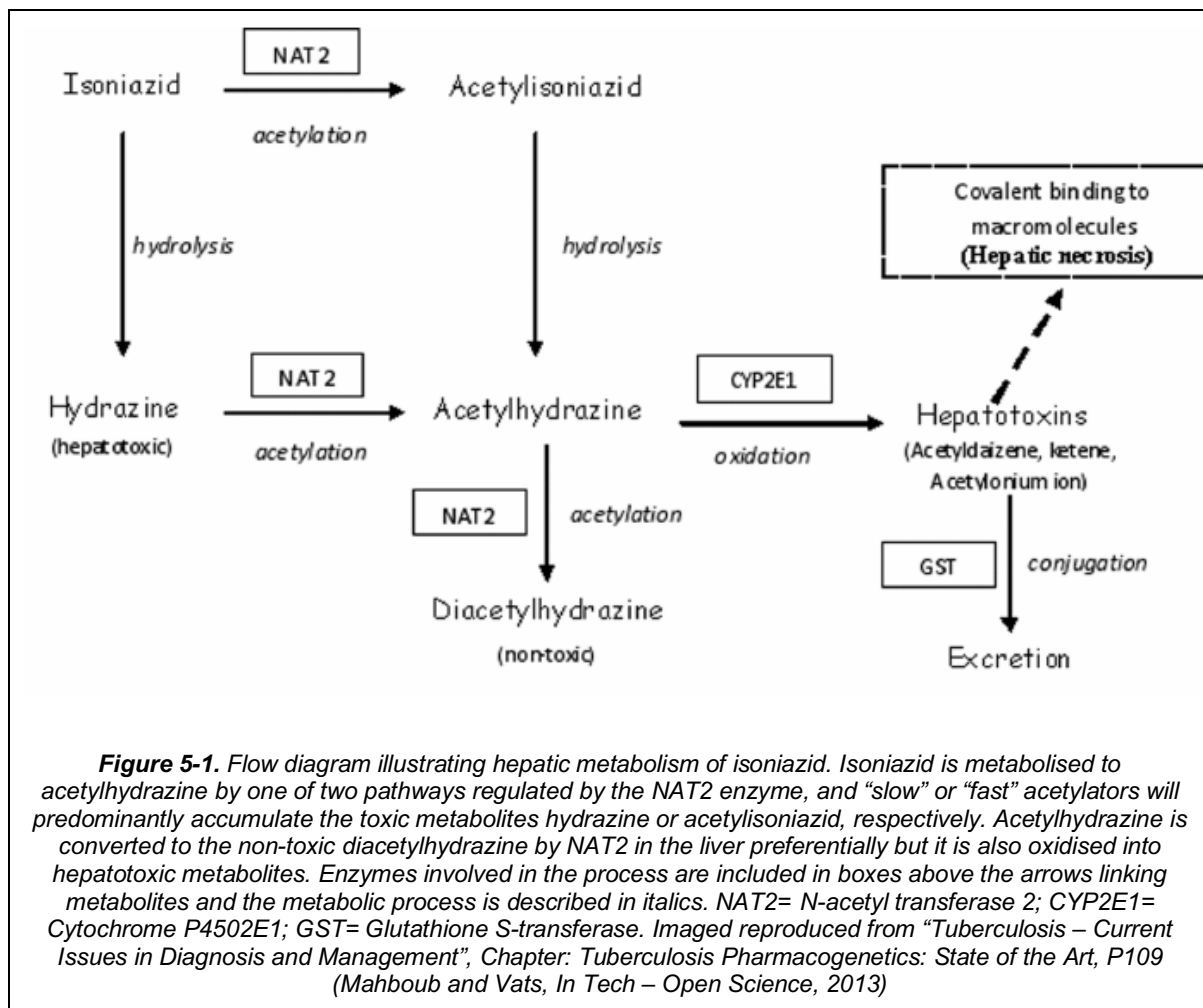 NAT2
Isoniazid
Acetylisoniazid
acetylation
Covalent binding to
macromolecules
(Hepatic necrosis)
hydrolysis
hydrolysis
NAT2
CYP2E1
Hydrazine
(hepatotoxic)
acetylation
Acetylhydrazine
oxidation
Hepatotoxins
(Acetyldaizene, ketene,
Acetylonium ion)
NAT2
acetylation
GST
conjugation
Diacetylhydrazine
(non-toxic)
Excretion
Figure 5-1. Flow diagram illustrating hepatic metabolism of isoniazid. Isoniazid is metabolised to
acetylhydrazine by one of two pathways regulated by the NAT2 enzyme, and “slow” or “fast” acetylators will
predominantly accumulate the toxic metabolites hydrazine or acetylisoniazid, respectively. Acetylhydrazine is
converted to the non-toxic diacetylhydrazine by NAT2 in the liver preferentially but it is also oxidised into
hepatotoxic metabolites. Enzymes involved in the process are included in boxes above the arrows linking
metabolites and the metabolic process is described in italics. NAT2= N-acetyl transferase 2; CYP2E1=
Cytochrome P4502E1; GST= Glutathione S-transferase. Imaged reproduced from “Tuberculosis – Current
Issues in Diagnosis and Management”, Chapter: Tuberculosis Pharmacogenetics: State of the Art, P109
(Mahboub and Vats, In Tech – Open Science, 2013)